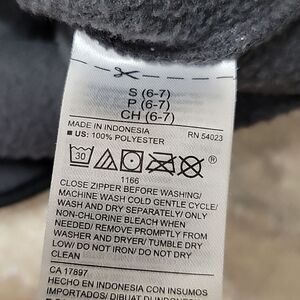 S (6-7)
P (6-7)
CH (6-7)
MADE IN INDONESIA
■ US: 100% POLYESTER RN 54023
30 ®
1166
CLOSE ZIPPER BEFORE WASHING/
MACHINE WASH COLD GENTLE CYCLE/
WASH AND DRY SEPARATELY/ ONLY
NON-CHLORINE BLEACH WHEN
NEEDED/ REMOVE PROMPTLY FROM
WASHER AND DRYER/ TUMBLE DRY
LOW/ DO NOT IRON/ DO NOT DRY
CLEAN
CA 17897
HECHO EN INDONESIA CON INSUMOS
IMPORTADOS/ DIBUAT DI INDONESIA